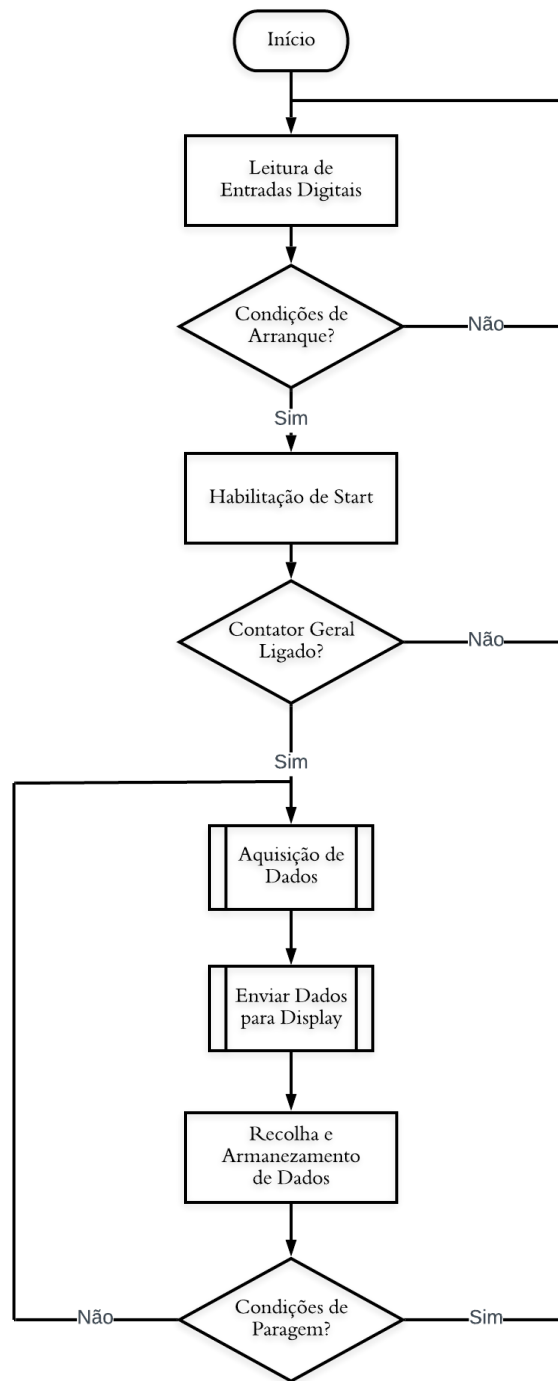 Início
Leitura de
Entradas Digitais
Condições de
Arranque?
Não
Sim
Habilitação de Start
Contator Geral
Ligado?
Não
Sim
Aquisição de
Dados
Enviar Dados
para Display
Recolha e
Armanezamento
de Dados
Condições de
Paragem?
Não
Sim